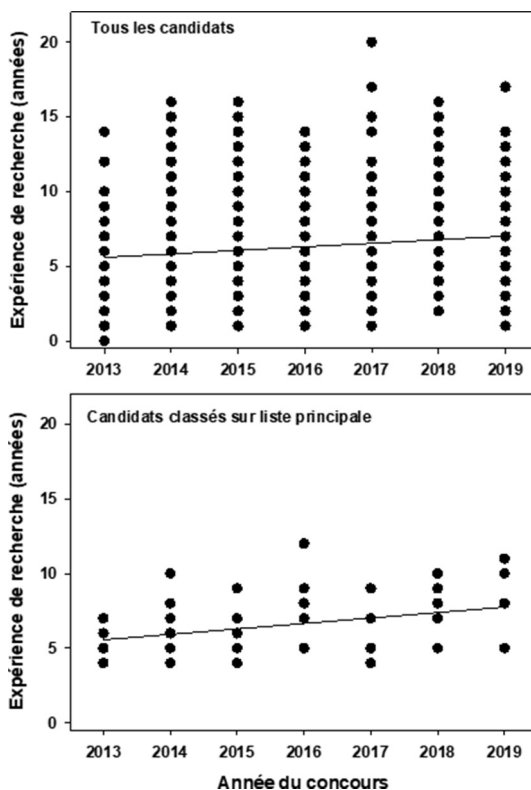 Tous les candidats
Expérience de recherche (années)
20
15
10
5
0
2013 2014 2015 2016 2017 2018 2019
Candidats classés sur liste principale
Expérience de recherche (années)
20
15
10
5
0
2013 2014 2015 2016 2017 2018 2019
Année du concours